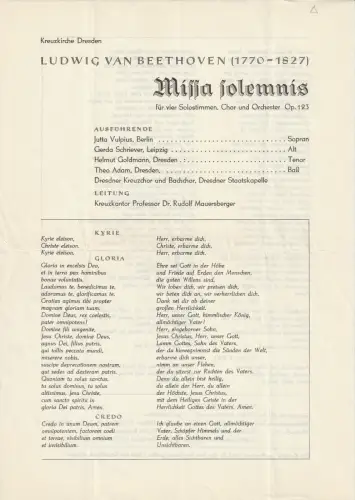 Kreuzkirche Dresden
LUDWIG VAN BEETHOVEN (1770-1827)
Missa solemnis
für vier Solostimmen, Chor und Orchester Op. 123
AUSFÜHRENDE
Jutta Vulpius, Berlin . . . . . . . . . . . . . . . . . . . . . . . . . . . Sopran
Gerda Schriever, Leipzig . . . . . . . . . . . . . . . . . . . . . . . . Alt
Helmut Goldmann, Dresden . . . . . . . . . . . . . . . . . . . . . . Tenor
Theo Adam, Dresden . . . . . . . . . . . . . . . . . . . . . . . . . . . Baß
Dresdner Kreuzchor und Bachchor, Dresdner Staatskapelle
LEITUNG
Kreuzkantor Professor Dr. Rudolf Mauersberger
KYRIE
Kyrie eleison, Herr, erbarme dich,
Christe eleison, Christe, erbarme dich,
Kyrie eleison. Herr, erbarme dich.
GLORIA
Gloria in excelsis Deo, Ehre sei Gott in der Höhe
et in terra pax hominibus und Friede auf Erden den Menschen,
bonae voluntatis. die guten Willens sind.
Laudamus te, benedicimus te, Wir loben dich, wir preisen dich,
adoramus te, glorificamus te. wir beten dich an, wir verherrlichen dich.
Gratias agimus tibi propter Dank sei dir ob deiner
magnam gloriam tuam, großen Herrlichkeit,
Domine Deus, rex coelestis, Herr, unser Gott, himmlischer König,
pater omnipotens! allmächtiger Vater!
Domine fili unigenite, Herr, eingeborner Sohn,
Jesu Christe, domine Deus, Jesus Christus, Herr, unser Gott,
agnus Dei, filius patris, Lamm Gottes, Sohn des Vaters,
qui tollis peccata mundi, der du hinwegnimmst die Sünden der Welt,
miserere nobis, erbarme dich unser,
suscipe deprecationem nostram, nimm an unser Flehen,
qui sedes ad dexteram patris. der du sitzest zur Rechten des Vaters.
Quoniam tu solus sanctus, Denn du allein bist heilig,
tu solus dominus, tu solus du allein der Herr, du allein
altissimus, Jesu Christe, der Höchste, Jesus Christus,
cum sancto spiritu in mit dem Heiligen Geiste in der
gloria Dei patris, Amen. Herrlichkeit Gottes des Vaters. Amen.
CREDO
Credo in unum Deum, patrem Ich glaube an einen Gott, allmächtiger
omnipotentem, factorem coeli Vater, Schöpfer Himmels und der
et terrae, visibilium omnium Erde, alles Sichtbaren und
et invisibilium. Unsichtbaren.